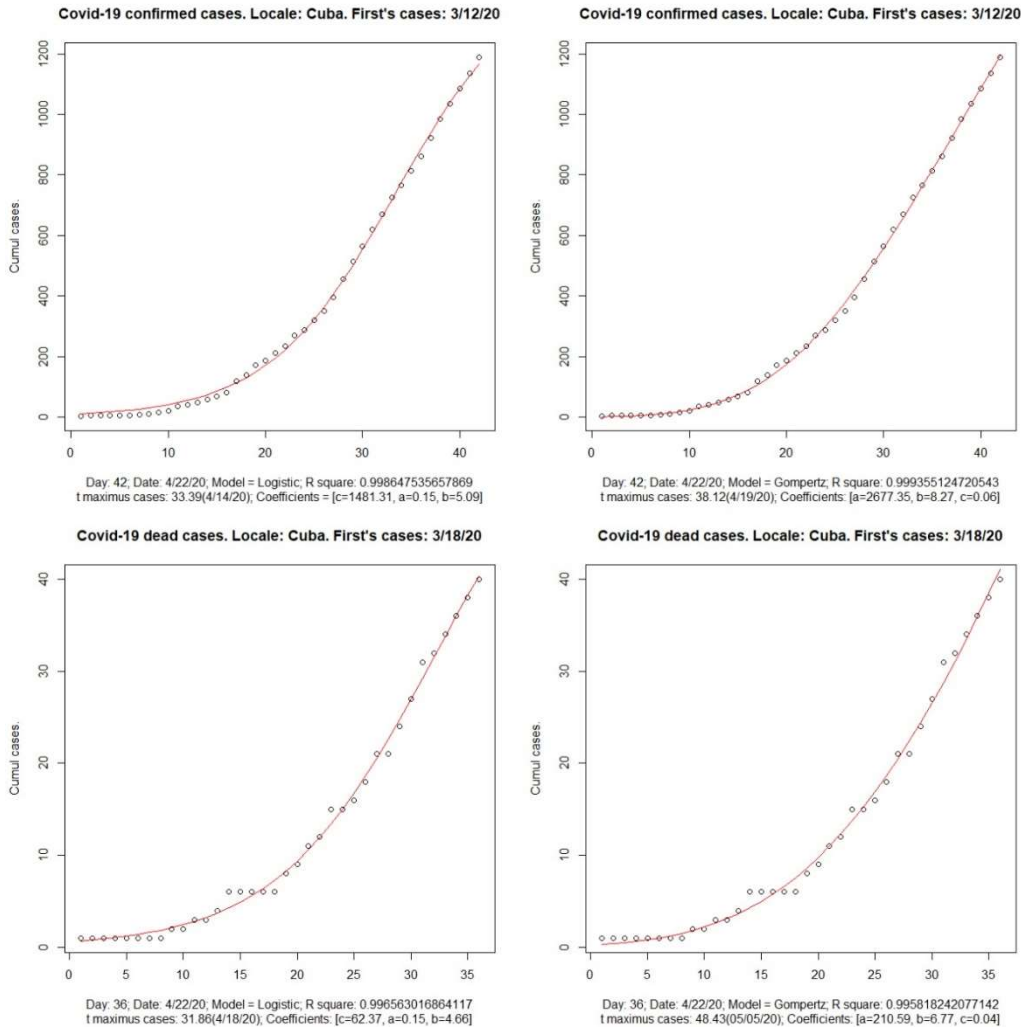 Covid-19 confirmed cases. Locale: Cuba. First's cases: 3/12/20
Cumul cases.
0 200 400 600 800 1000 1200
0 10 20 30 40
Day: 42; Date: 4/22/20; Model = Logistic; R square: 0.998647535657869
t maximus cases: 33.39(4/14/20); Coefficients = [c=1481.31, a=0.15, b=5.09]
Covid-19 confirmed cases. Locale: Cuba. First's cases: 3/12/20
Cumul cases.
0 200 400 600 800 1000 1200
0 10 20 30 40
Day: 42; Date: 4/22/20; Model = Gompertz; R square: 0.999355124720543
t maximus cases: 38.12(4/19/20); Coefficients: [a=2677.35, b=8.27, c=0.06]
Covid-19 dead cases. Locale: Cuba. First's cases: 3/18/20
Cumul cases.
0 10 20 30 40
0 5 10 15 20 25 30 35
Day: 36; Date: 4/22/20; Model = Logistic; R square: 0.996563016864117
t maximus cases: 31.86(4/18/20); Coefficients: [c=62.37, a=0.15, b=4.66]
Covid-19 dead cases. Locale: Cuba. First's cases: 3/18/20
Cumul cases.
0 10 20 30 40
0 5 10 15 20 25 30 35
Day: 36; Date: 4/22/20; Model = Gompertz; R square: 0.995818242077142
t maximus cases: 48.43(05/05/20); Coefficients: [a=210.59, b=6.77, c=0.04]